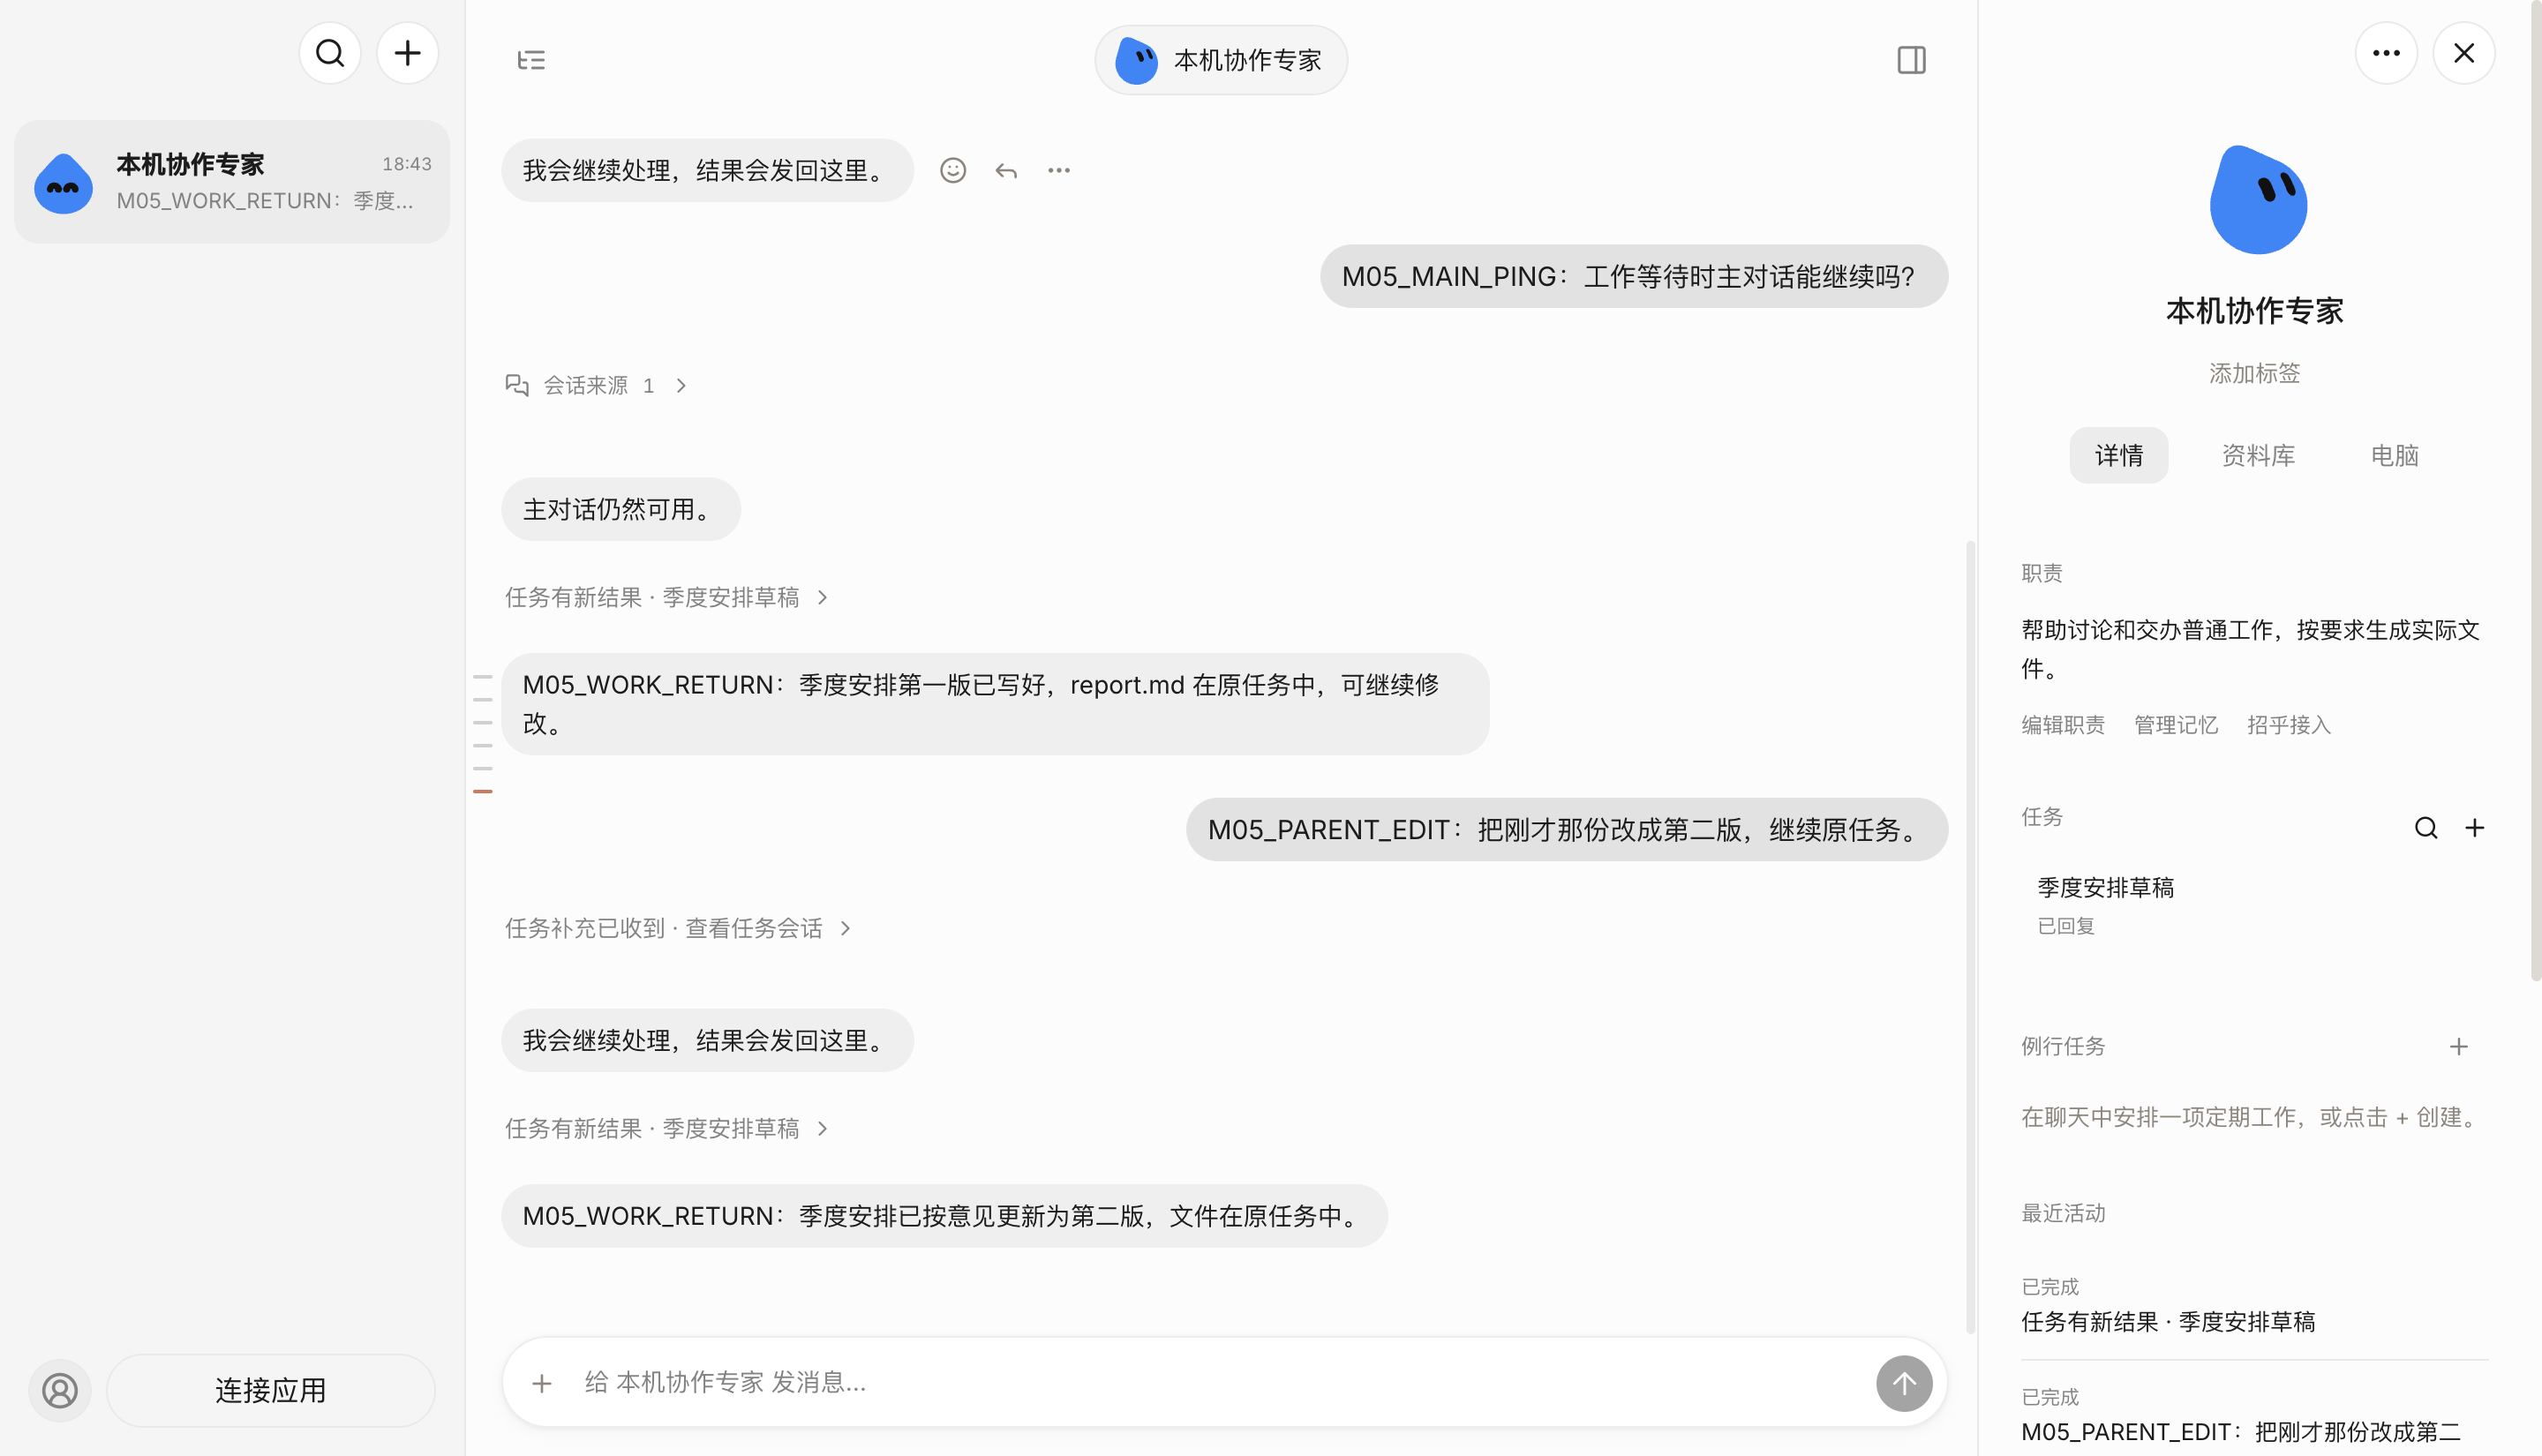 本机协作专家
18:43
M05_WORK_RETURN：季度...
连接应用
本机协作专家
我会继续处理，结果会发回这里。
M05_MAIN_PING：工作等待时主对话能继续吗？
会话来源 1
主对话仍然可用。
任务有新结果 · 季度安排草稿
M05_WORK_RETURN：季度安排第一版已写好，report.md 在原任务中，可继续修
改。
M05_PARENT_EDIT：把刚才那份改成第二版，继续原任务。
任务补充已收到 · 查看任务会话
我会继续处理，结果会发回这里。
任务有新结果 · 季度安排草稿
M05_WORK_RETURN：季度安排已按意见更新为第二版，文件在原任务中。
给 本机协作专家 发消息...
本机协作专家
添加标签
详情 资料库 电脑
职责
帮助讨论和交办普通工作，按要求生成实际文
件。
编辑职责 管理记忆 招乎接入
任务
季度安排草稿
已回复
例行任务
在聊天中安排一项定期工作，或点击 + 创建。
最近活动
已完成
任务有新结果 · 季度安排草稿
已完成
M05_PARENT_EDIT：把刚才那份改成第二